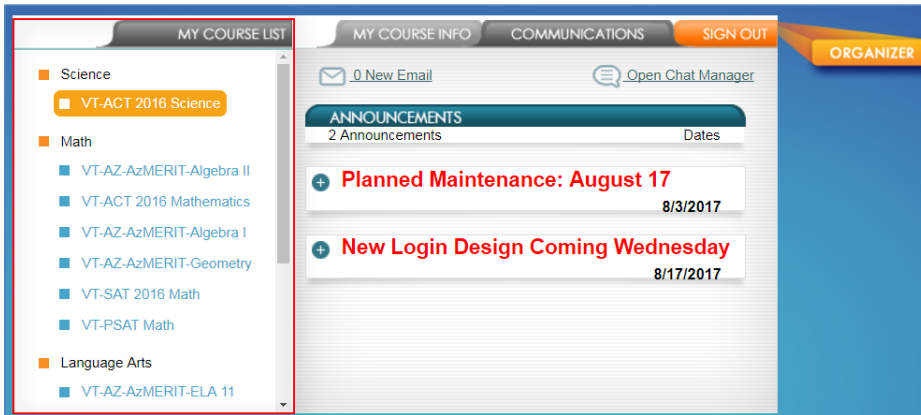 MY COURSE LIST
Science
VT-ACT 2016 Science
Math
VT-AZ-AzMERIT-Algebra II
VT-ACT 2016 Mathematics
VT-AZ-AzMERIT-Algebra I
VT-AZ-AzMERIT-Geometry
VT-SAT 2016 Math
VT-PSAT Math
Language Arts
VT-AZ-AzMERIT-ELA 11
MY COURSE INFO
COMMUNICATIONS
SIGN OUT
0 New Email
Open Chat Manager
ANNOUNCEMENTS
2 Announcements Dates
Planned Maintenance: August 17
8/3/2017
New Login Design Coming Wednesday
8/17/2017
ORGANIZER